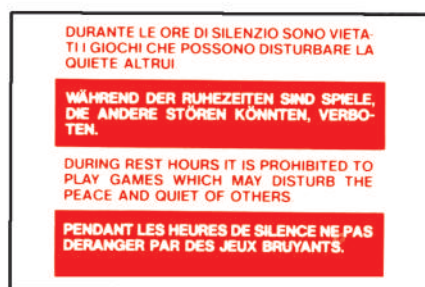 DURANTE LE ORE DI SILENZIO SONO VIETA-
TI I GIOCHI CHE POSSONO DISTURBARE LA
QUIETE ALTRUI
WÄHREND DER RUHEZEITEN SIND SPIELE,
DIE ANDERE STÖREN KÖNNTEN, VERBO-
TEN.
DURING REST HOURS IT IS PROHIBITED TO
PLAY GAMES WHICH MAY DISTURB THE
PEACE AND QUIET OF OTHERS
PENDANT LES HEURES DE SILENCE NE PAS
DERANGER PAR DES JEUX BRUYANTS.